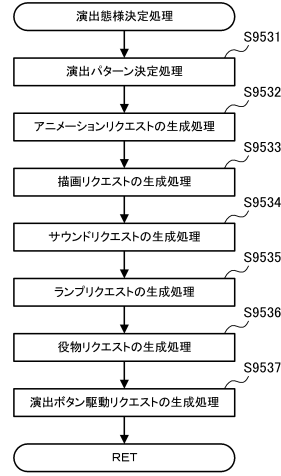 演出態様決定処理
S9531
演出パターン決定処理
S9532
アニメーションリクエストの生成処理
S9533
描画リクエストの生成処理
S9534
サウンドリクエストの生成処理
S9535
ランプリクエストの生成処理
S9536
役物リクエストの生成処理
S9537
演出ボタン駆動リクエストの生成処理
RET